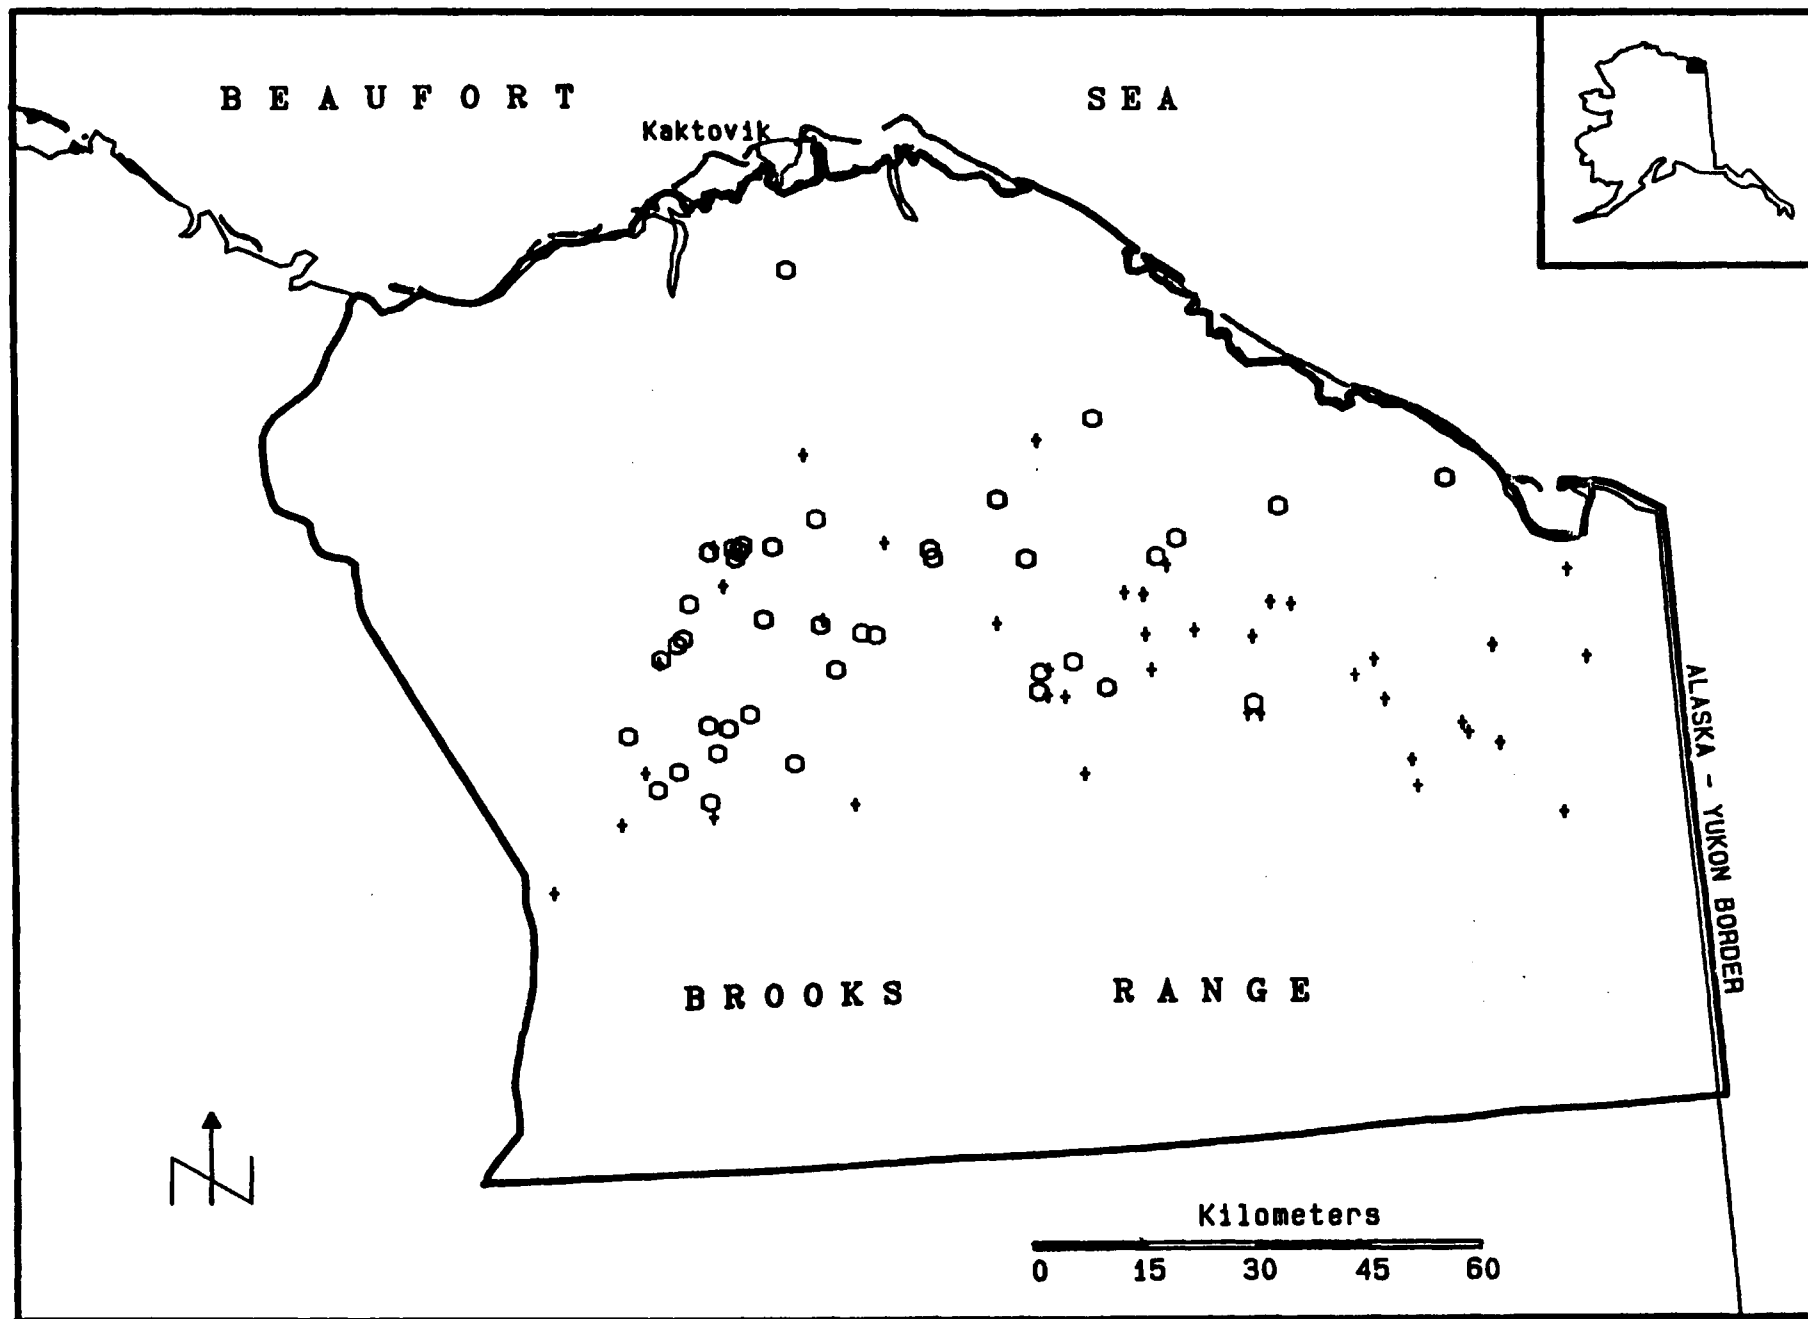 BEAUFORT SEA
Kaktovik
ALASKA - YUKON BORDER
BROOKS RANGE
N
Kilometers
0 15 30 45 60